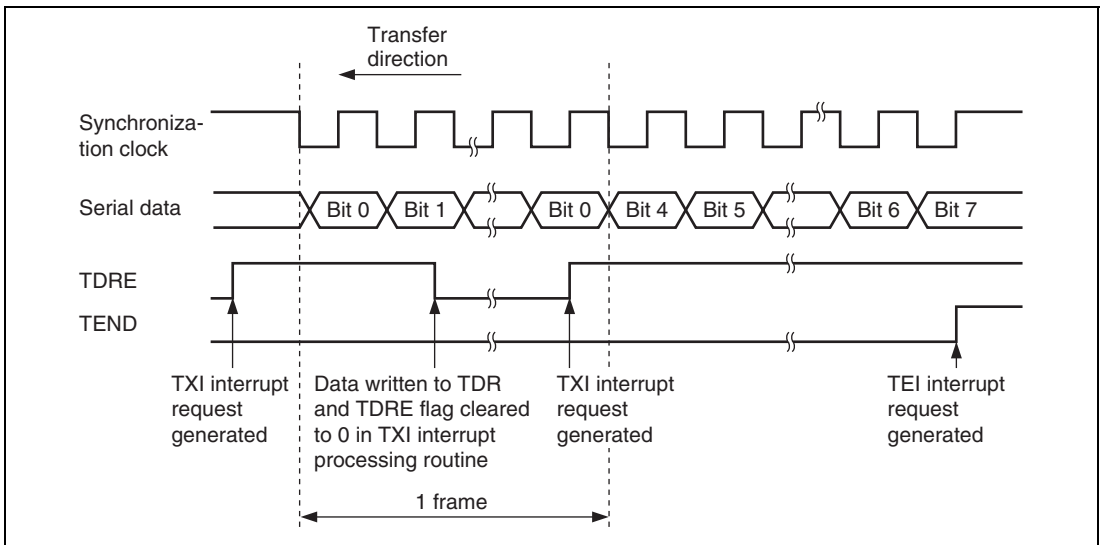 Transfer
direction
Synchroniza-
tion clock
Serial data
Bit 0 Bit 1 Bit 0 Bit 4 Bit 5 Bit 6 Bit 7
TDRE
TEND
TXI interrupt
request
generated
Data written to TDR
and TDRE flag cleared
to 0 in TXI interrupt
processing routine
TXI interrupt
request
generated
TEI interrupt
request
generated
1 frame